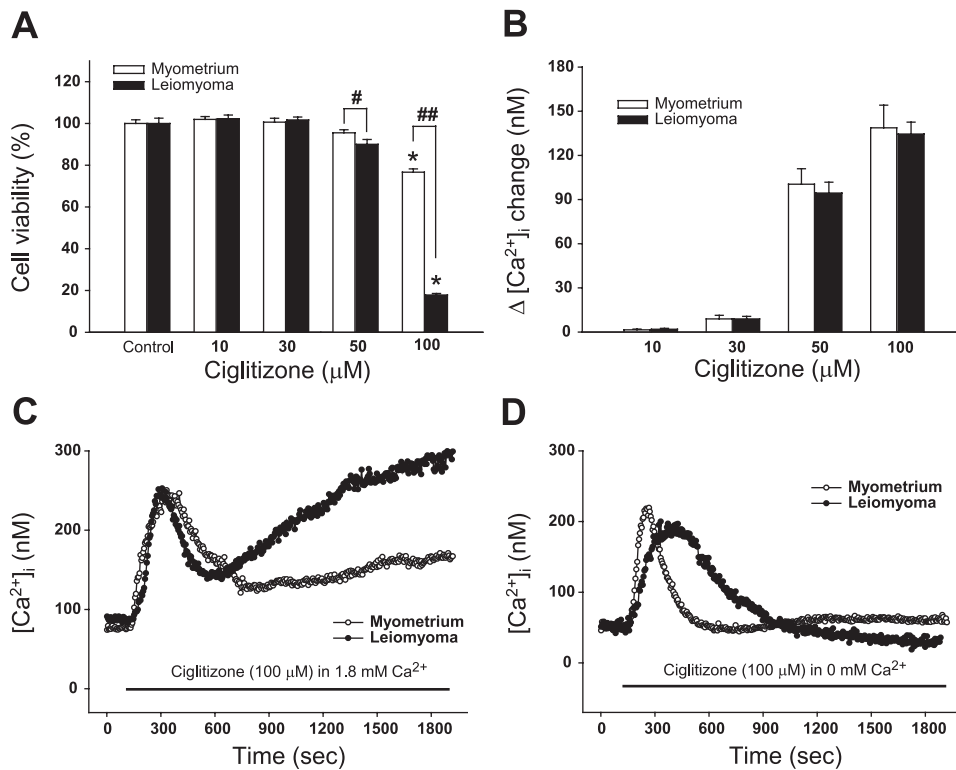 A
Myometrium
Leiomyoma
Cell viability (%)
120
100
80
60
40
20
0
#
##
*
*
Control 10 30 50 100
Ciglitizone (μM)
B
Myometrium
Leiomyoma
Δ [Ca²⁺]ᵢ change (nM)
180
150
120
90
60
30
0
10 30 50 100
Ciglitizone (μM)
C
[Ca²⁺]ᵢ (nM)
300
200
100
0
Myometrium
Leiomyoma
Ciglitizone (100 μM) in 1.8 mM Ca²⁺
0 300 600 900 1200 1500 1800
Time (sec)
D
[Ca²⁺]ᵢ (nM)
300
200
100
0
Myometrium
Leiomyoma
Ciglitizone (100 μM) in 0 mM Ca²⁺
0 300 600 900 1200 1500 1800
Time (sec)